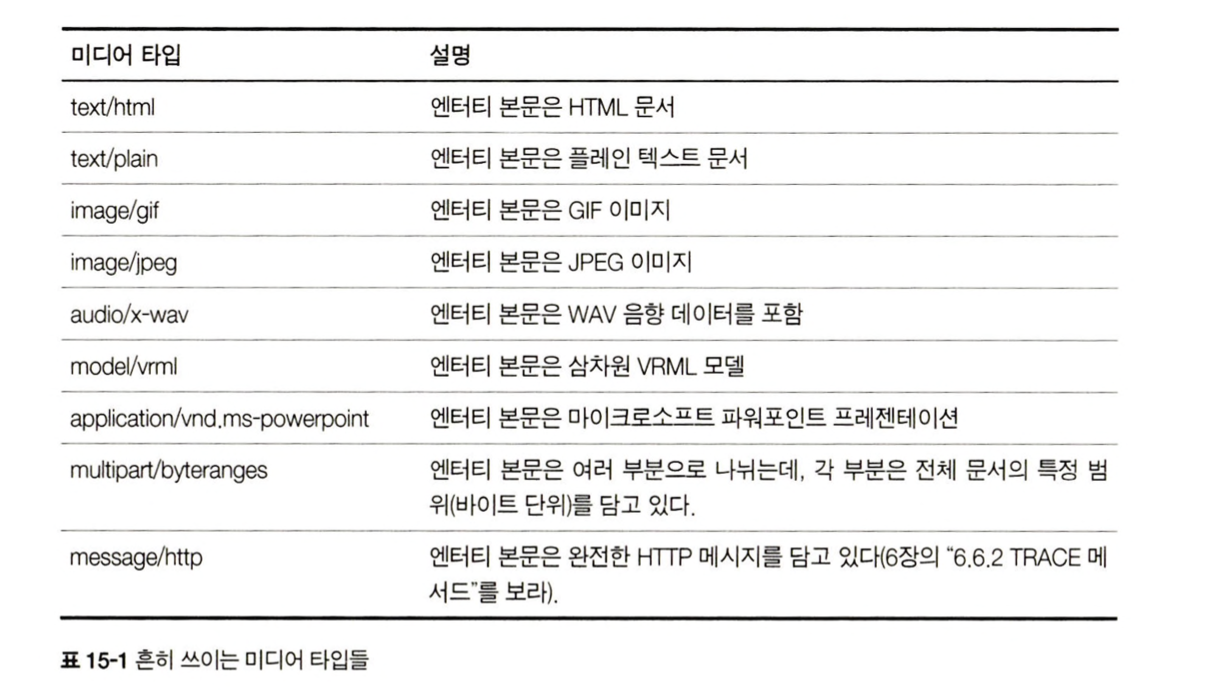 미디어 타입 설명
text/html 엔터티 본문은 HTML 문서
text/plain 엔터티 본문은 플레인 텍스트 문서
image/gif 엔터티 본문은 GIF 이미지
image/jpeg 엔터티 본문은 JPEG 이미지
audio/x-wav 엔터티 본문은 WAV 음향 데이터를 포함
model/vrml 엔터티 본문은 삼차원 VRML 모델
application/vnd.ms-powerpoint 엔터티 본문은 마이크로소프트 파워포인트 프레젠테이션
multipart/byteranges 엔터티 본문은 여러 부분으로 나뉘는데, 각 부분은 전체 문서의 특정 범
위(바이트 단위)를 담고 있다.
message/http 엔터티 본문은 완전한 HTTP 메시지를 담고 있다(6장의 “6.6.2 TRACE 메
서드”를 보라).
표 15-1 흔히 쓰이는 미디어 타입들